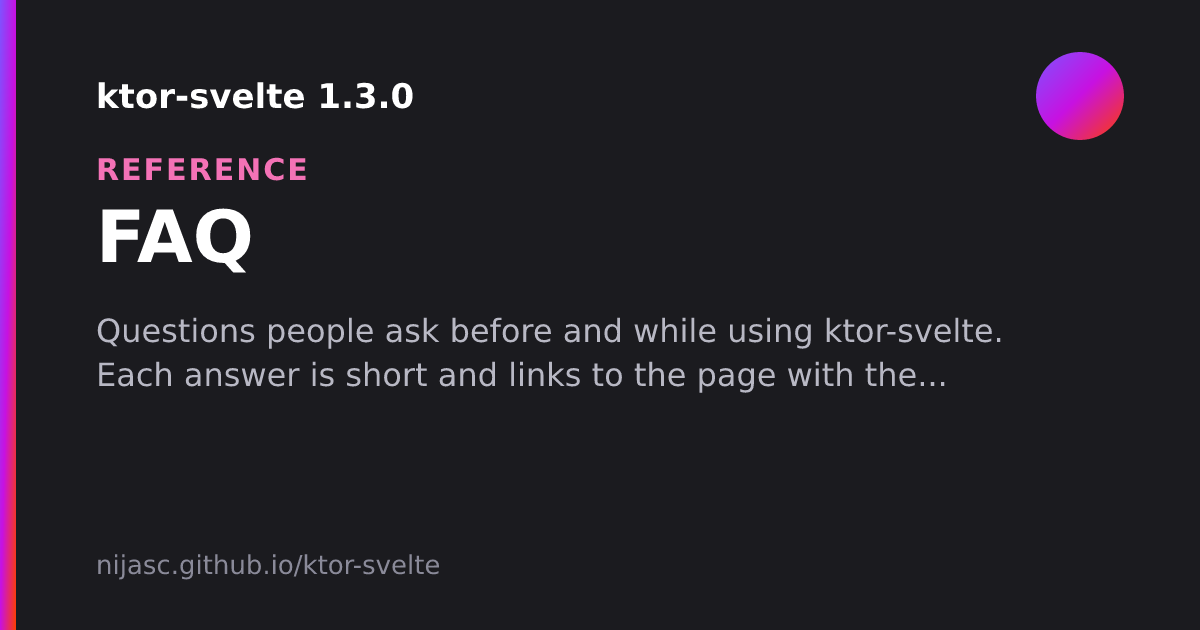 ktor-svelte 1.3.0
REFERENCE
FAQ
Questions people ask before and while using ktor-svelte.
Each answer is short and links to the page with the...
nijasc.github.io/ktor-svelte